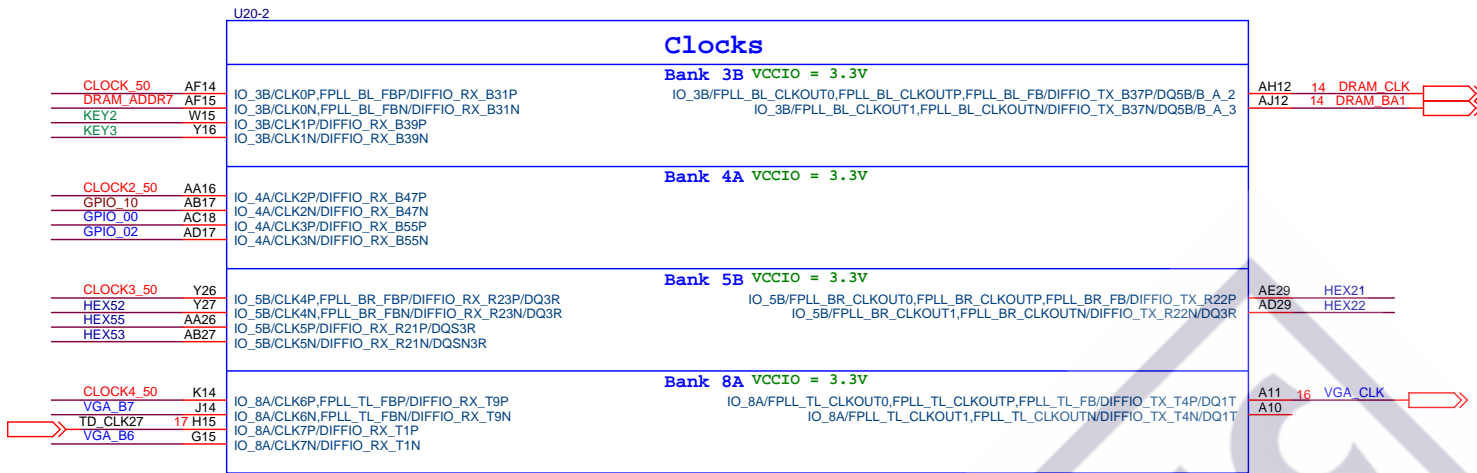 U20-2
Clocks
Bank 3B VCCIO = 3.3V
CLOCK_50 AF14 IO_3B/CLK0P,FPLL_BL_FBP/DIFFIO_RX_B31P IO_3B/FPLL_BL_CLKOUT0,FPLL_BL_CLKOUTP,FPLL_BL_FB/DIFFIO_TX_B37P/DQ5B/B_A_2 AH12 14 DRAM_CLK
DRAM_ADDR7 AF15 IO_3B/CLK0N,FPLL_BL_FBN/DIFFIO_RX_B31N IO_3B/FPLL_BL_CLKOUT1,FPLL_BL_CLKOUTN/DIFFIO_TX_B37N/DQ5B/B_A_3 AJ12 14 DRAM_BA1
KEY2 W15 IO_3B/CLK1P/DIFFIO_RX_B39P
KEY3 Y16 IO_3B/CLK1N/DIFFIO_RX_B39N
Bank 4A VCCIO = 3.3V
CLOCK2_50 AA16 IO_4A/CLK2P/DIFFIO_RX_B47P
GPIO_10 AB17 IO_4A/CLK2N/DIFFIO_RX_B47N
GPIO_00 AC18 IO_4A/CLK3P/DIFFIO_RX_B55P
GPIO_02 AD17 IO_4A/CLK3N/DIFFIO_RX_B55N
Bank 5B VCCIO = 3.3V
CLOCK3_50 Y26 IO_5B/CLK4P,FPLL_BR_FBP/DIFFIO_RX_R23P/DQ3R IO_5B/FPLL_BR_CLKOUT0,FPLL_BR_CLKOUTP,FPLL_BR_FB/DIFFIO_TX_R22P AE29 HEX21
HEX52 Y27 IO_5B/CLK4N,FPLL_BR_FBN/DIFFIO_RX_R23N/DQ3R IO_5B/FPLL_BR_CLKOUT1,FPLL_BR_CLKOUTN/DIFFIO_TX_R22N/DQ3R AD29 HEX22
HEX55 AA26 IO_5B/CLK5P/DIFFIO_RX_R21P/DQS3R
HEX53 AB27 IO_5B/CLK5N/DIFFIO_RX_R21N/DQSN3R
Bank 8A VCCIO = 3.3V
CLOCK4_50 K14 IO_8A/CLK6P,FPLL_TL_FBP/DIFFIO_RX_T9P IO_8A/FPLL_TL_CLKOUT0,FPLL_TL_CLKOUTP,FPLL_TL_FB/DIFFIO_TX_T4P/DQ1T A11 16 VGA_CLK
VGA_B7 J14 IO_8A/CLK6N,FPLL_TL_FBN/DIFFIO_RX_T9N IO_8A/FPLL_TL_CLKOUT1,FPLL_TL_CLKOUTN/DIFFIO_TX_T4N/DQ1T A10
TD_CLK27 17 H15 IO_8A/CLK7P/DIFFIO_RX_T1P
VGA_B6 G15 IO_8A/CLK7N/DIFFIO_RX_T1N